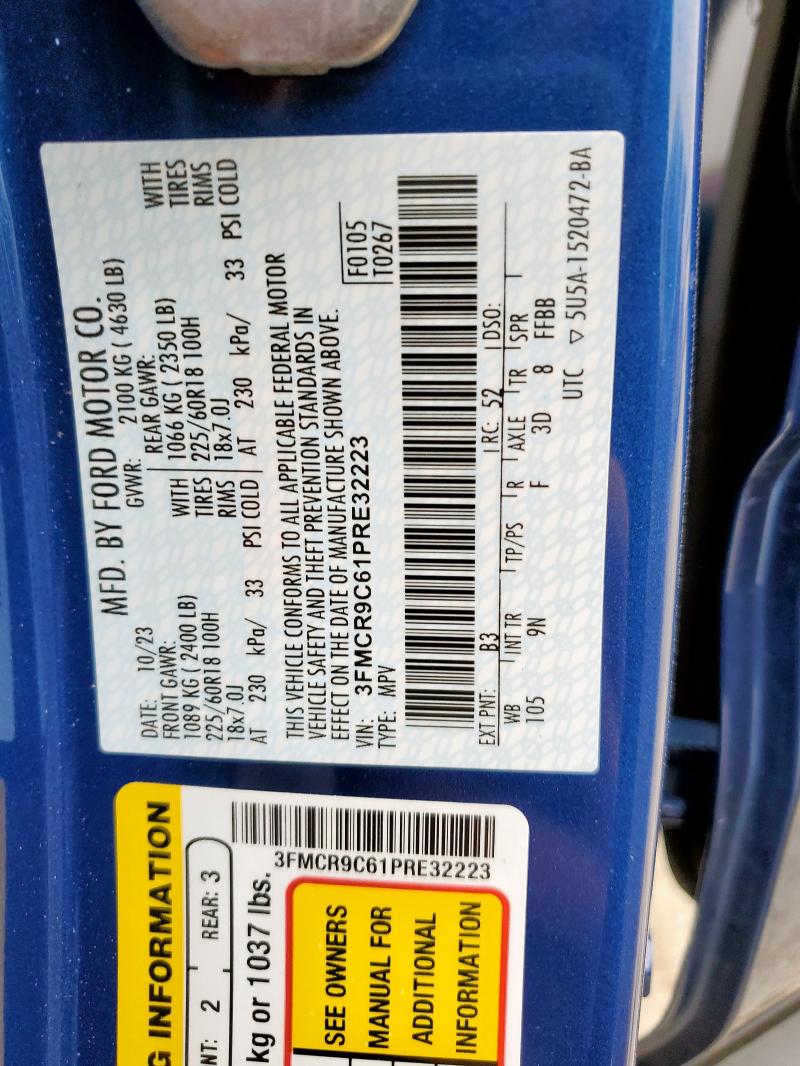 MFD. BY FORD MOTOR CO.
DATE: 10/23 GVWR: 2100 KG ( 4630 LB)
FRONT GAWR: REAR GAWR:
1089 KG ( 2400 LB) WITH 1066 KG ( 2350 LB) WITH
225/60R18 100H TIRES 225/60R18 100H TIRES
18x7.0J RIMS 18x7.0J RIMS
AT 230 kPa/ 33 PSI COLD AT 230 kPa/ 33 PSI COLD
THIS VEHICLE CONFORMS TO ALL APPLICABLE FEDERAL MOTOR
VEHICLE SAFETY AND THEFT PREVENTION STANDARDS IN
EFFECT ON THE DATE OF MANUFACTURE SHOWN ABOVE.
VIN: 3FMCR9C61PRE32223 F0105
TYPE: MPV T0267
EXT PNT: B3 RC: 52 DSO:
WB INT TR TP/PS R AXLE TR SPR
105 9N F 3D 8 FFBB
UTC ▽ 5U5A-1520472-BA
G INFORMATION
NT: 2 REAR: 3
kg or 1037 lbs.
3FMCR9C61PRE32223
SEE OWNERS
MANUAL FOR
ADDITIONAL
INFORMATION